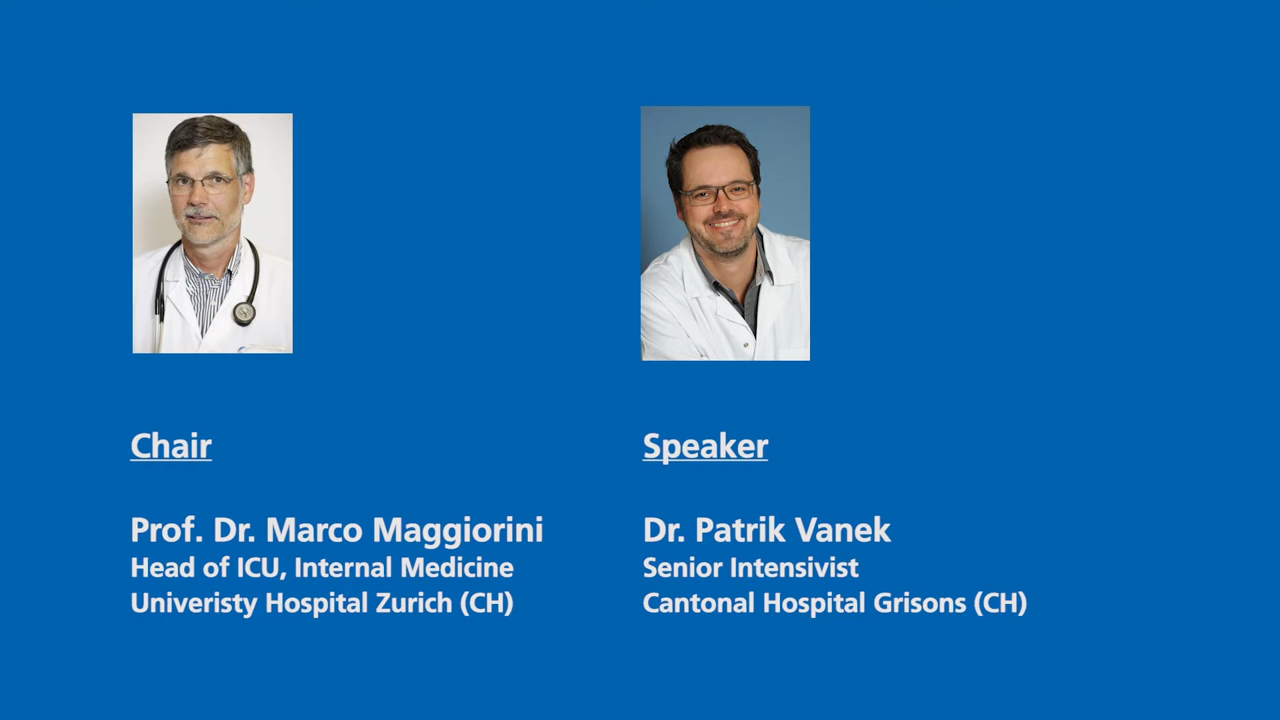 Chair
Prof. Dr. Marco Maggiorini
Head of ICU, Internal Medicine
Univeristy Hospital Zurich (CH)
Speaker
Dr. Patrik Vanek
Senior Intensivist
Cantonal Hospital Grisons (CH)